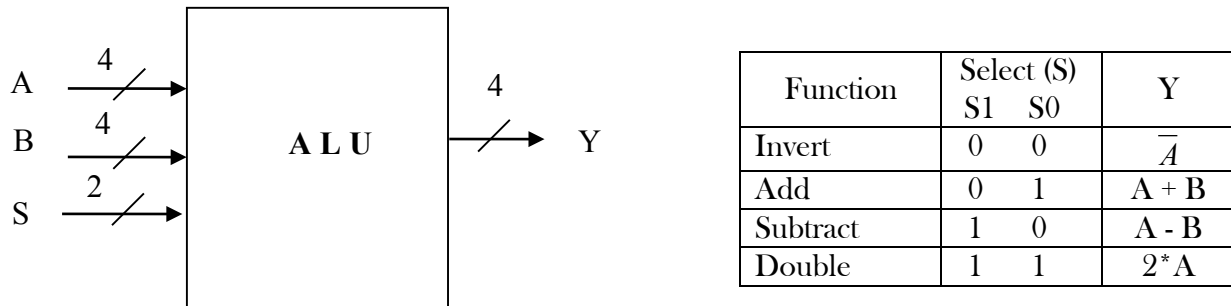 4
A
4
B
2
S
A L U
4
Y
Function Select (S) Y
S1 S0
Invert 0 0 A̅
Add 0 1 A + B
Subtract 1 0 A - B
Double 1 1 2*A